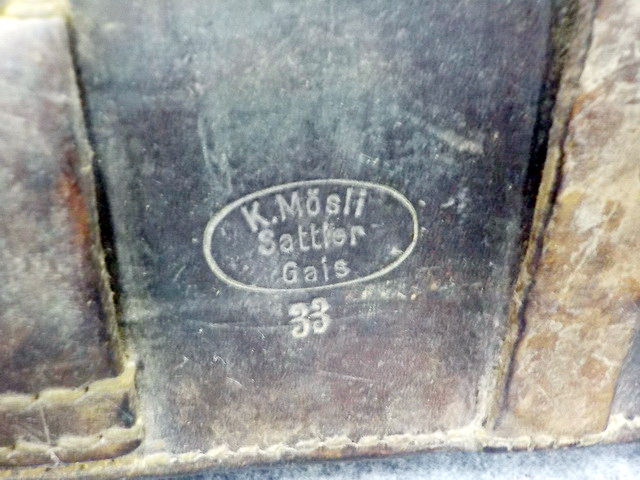 K. Mösli
Sattler
Gais
33